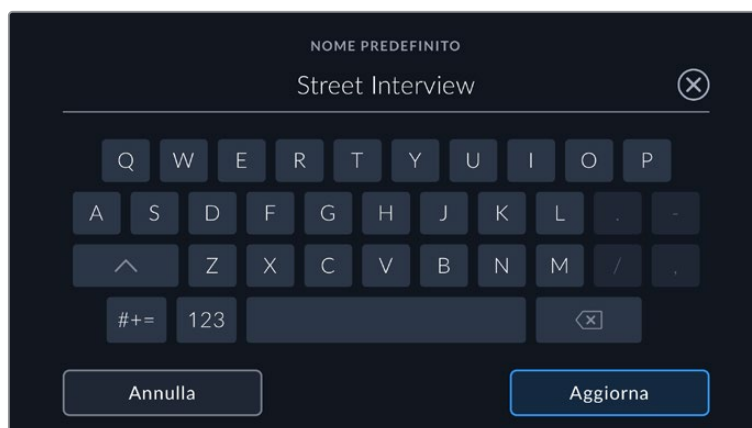 NOME PREDEFINITO
Street Interview
Q W E R T Y U I O P
A S D F G H J K L . -
Z X C V B N M / ,
#+= 123
Annulla Aggiorna